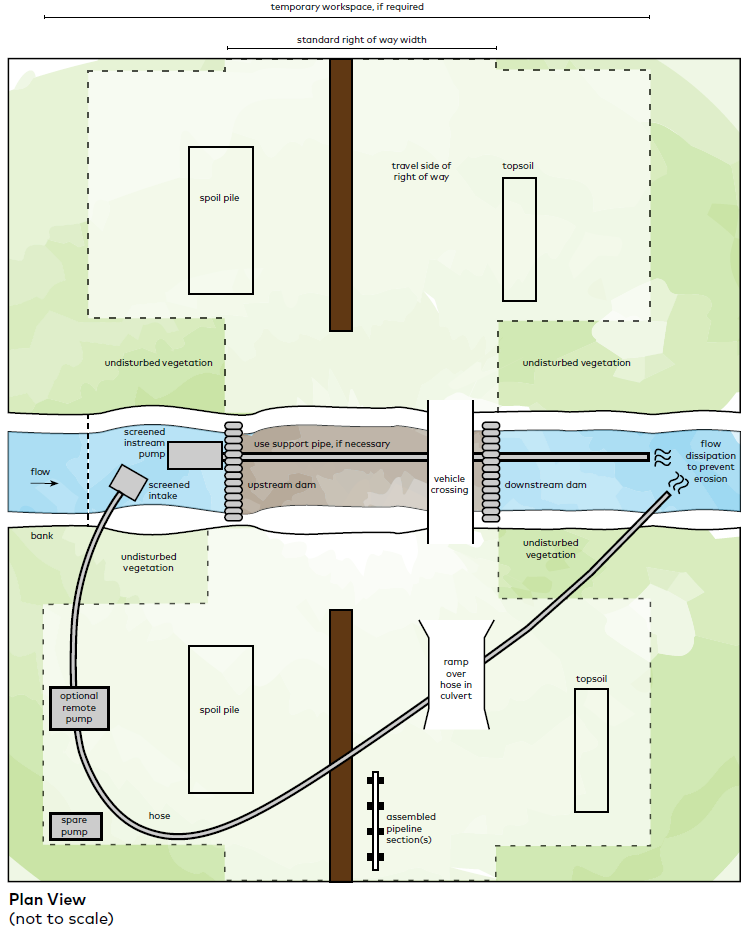 temporary workspace, if required
standard right of way width
travel side of
right of way
topsoil
spoil pile
undisturbed vegetation
undisturbed vegetation
screened
instream
pump
use support pipe, if necessary
flow
dissipation
to prevent
erosion
flow
screened
intake
upstream dam
vehicle
crossing
downstream dam
bank
undisturbed
vegetation
undisturbed
vegetation
ramp
over
hose in
culvert
topsoil
optional
remote
pump
spoil pile
spare
pump
hose
assembled
pipeline
section(s)
Plan View
(not to scale)